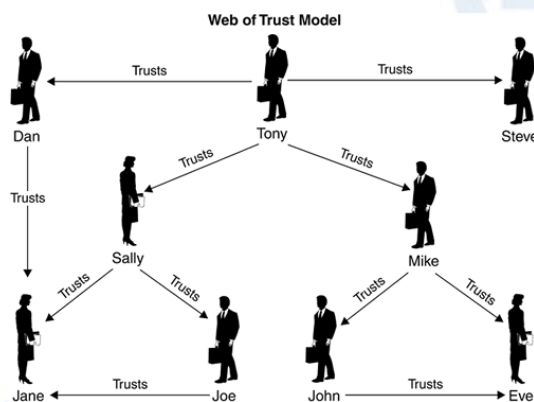 Web of Trust Model
Trusts
Trusts
Dan
Tony
Steve
Trusts
Trusts
Trusts
Sally
Mike
Trusts
Trusts
Trusts
Trusts
Trusts
Trusts
Jane
Joe
John
Eve